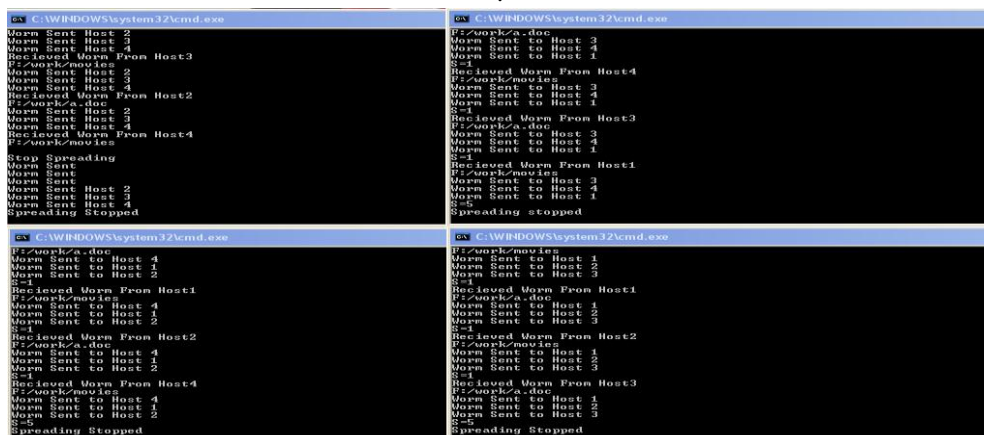 C:\WINDOWS\system32\cmd.exe
Worm Sent Host 2
Worm Sent Host 3
Worm Sent Host 4
Recieved Worm From Host3
F:/work/movies
Worm Sent Host 2
Worm Sent Host 3
Worm Sent Host 4
Recieved Worm From Host2
F:/work/a.doc
Worm Sent Host 2
Worm Sent Host 3
Worm Sent Host 4
Recieved Worm From Host4
F:/work/movies
Stop Spreading
Worm Sent
Worm Sent
Worm Sent
Worm Sent Host 2
Worm Sent Host 3
Worm Sent Host 4
Spreading Stopped
C:\WINDOWS\system32\cmd.exe
F:/work/a.doc
Worm Sent to Host 3
Worm Sent to Host 4
Worm Sent to Host 1
S=1
Recieved Worm From Host4
F:/work/movies
Worm Sent to Host 3
Worm Sent to Host 4
Worm Sent to Host 1
S=1
Recieved Worm From Host3
F:/work/a.doc
Worm Sent to Host 3
Worm Sent to Host 4
Worm Sent to Host 1
S=1
Recieved Worm From Host1
F:/work/movies
Worm Sent to Host 3
Worm Sent to Host 4
Worm Sent to Host 1
S=5
Spreading stopped
C:\WINDOWS\system32\cmd.exe
F:/work/a.doc
Worm Sent to Host 4
Worm Sent to Host 1
Worm Sent to Host 2
S=1
Recieved Worm From Host1
F:/work/movies
Worm Sent to Host 4
Worm Sent to Host 1
Worm Sent to Host 2
S=1
Recieved Worm From Host2
F:/work/a.doc
Worm Sent to Host 4
Worm Sent to Host 1
Worm Sent to Host 2
S=1
Recieved Worm From Host4
F:/work/movies
Worm Sent to Host 4
Worm Sent to Host 1
Worm Sent to Host 2
S=5
Spreading Stopped
C:\WINDOWS\system32\cmd.exe
F:/work/movies
Worm Sent to Host 1
Worm Sent to Host 2
Worm Sent to Host 3
S=1
Recieved Worm From Host1
F:/work/a.doc
Worm Sent to Host 1
Worm Sent to Host 2
Worm Sent to Host 3
S=1
Recieved Worm From Host2
F:/work/movies
Worm Sent to Host 1
Worm Sent to Host 2
Worm Sent to Host 3
S=1
Recieved Worm From Host3
F:/work/a.doc
Worm Sent to Host 1
Worm Sent to Host 2
Worm Sent to Host 3
S=5
Spreading Stopped